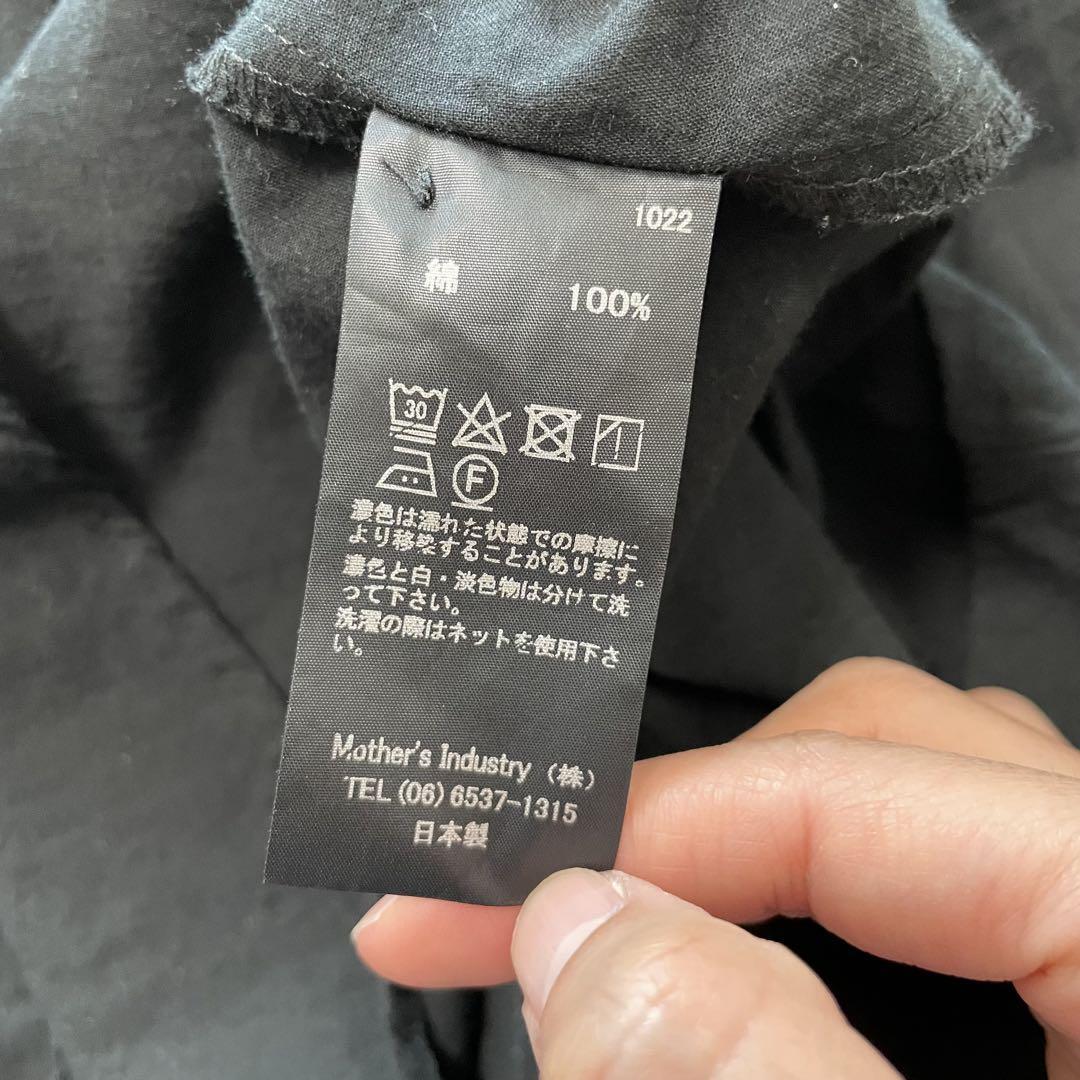 1022
綿 100%
30
F
濃色は濡れた状態での摩擦に
より移染することがあります。
濃色と白・淡色物は分けて洗
って下さい。
洗濯の際はネットを使用下さ
い。
Mother's Industry (株)
TEL (06) 6537-1315
日本製